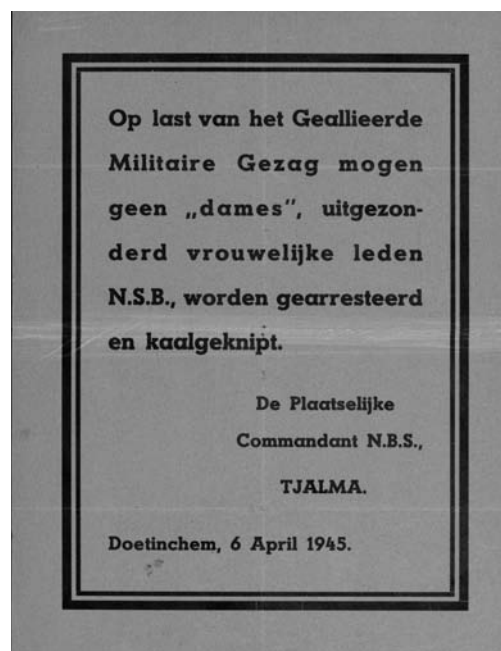 Op last van het Geallieerde
Militaire Gezag mogen
geen „dames”, uitgezon-
derd vrouwelijke leden
N.S.B., worden gearresteerd
en kaalgeknipt.
De Plaatselijke
Commandant N.B.S.,
TJALMA.
Doetinchem, 6 April 1945.